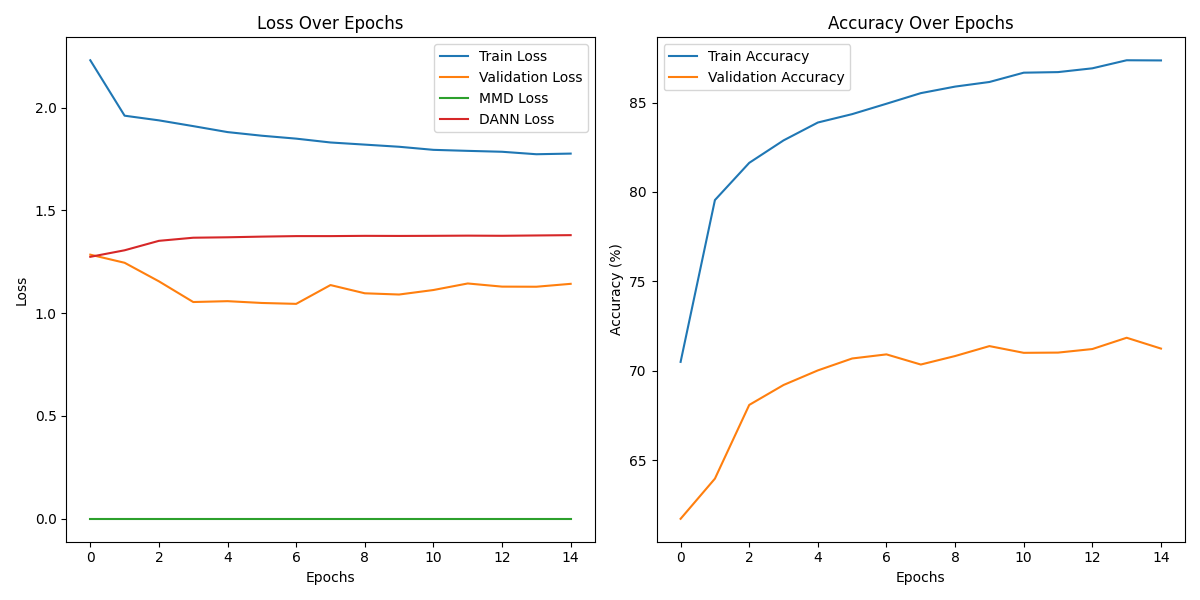 Loss Over Epochs
Train Loss
Validation Loss
MMD Loss
DANN Loss
Loss
2.0
1.5
1.0
0.5
0.0
0 2 4 6 8 10 12 14
Epochs
Accuracy Over Epochs
Train Accuracy
Validation Accuracy
Accuracy (%)
85
80
75
70
65
0 2 4 6 8 10 12 14
Epochs